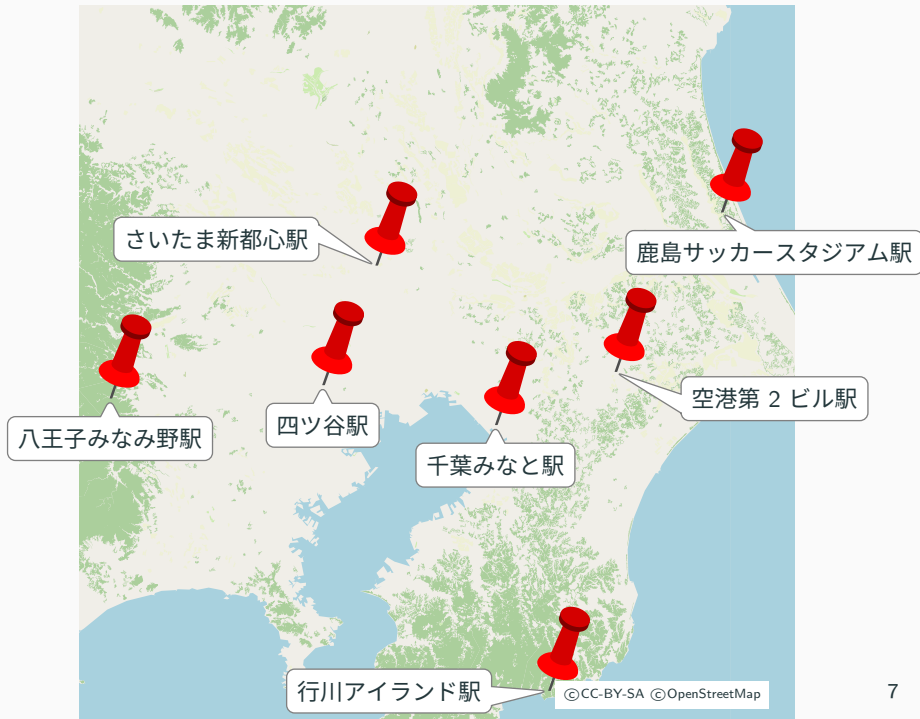 さいたま新都心駅
鹿島サッカースタジアム駅
空港第 2 ビル駅
四ツ谷駅
八王子みなみ野駅
千葉みなと駅
行川アイランド駅
©CC-BY-SA ©OpenStreetMap
7